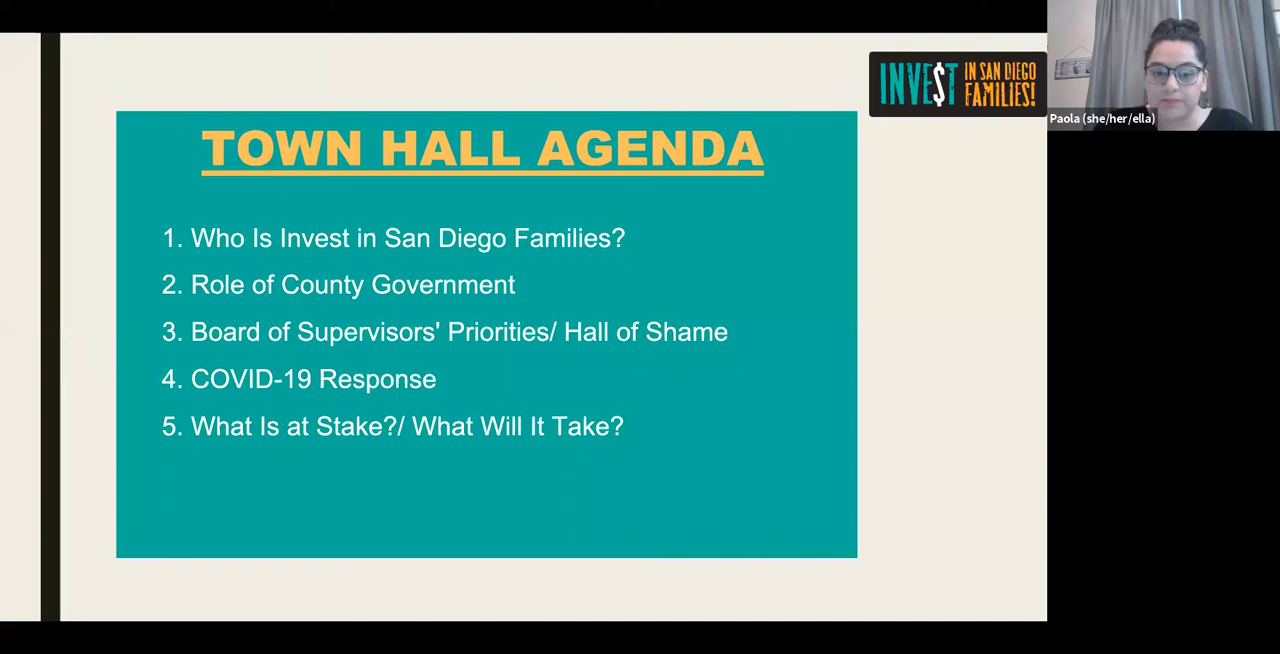 TOWN HALL AGENDA
1. Who Is Invest in San Diego Families?
2. Role of County Government
3. Board of Supervisors' Priorities/ Hall of Shame
4. COVID-19 Response
5. What Is at Stake?/ What Will It Take?
INVE$T IN SAN DIEGO
FAMILIES!
Paola (she/her/ella)